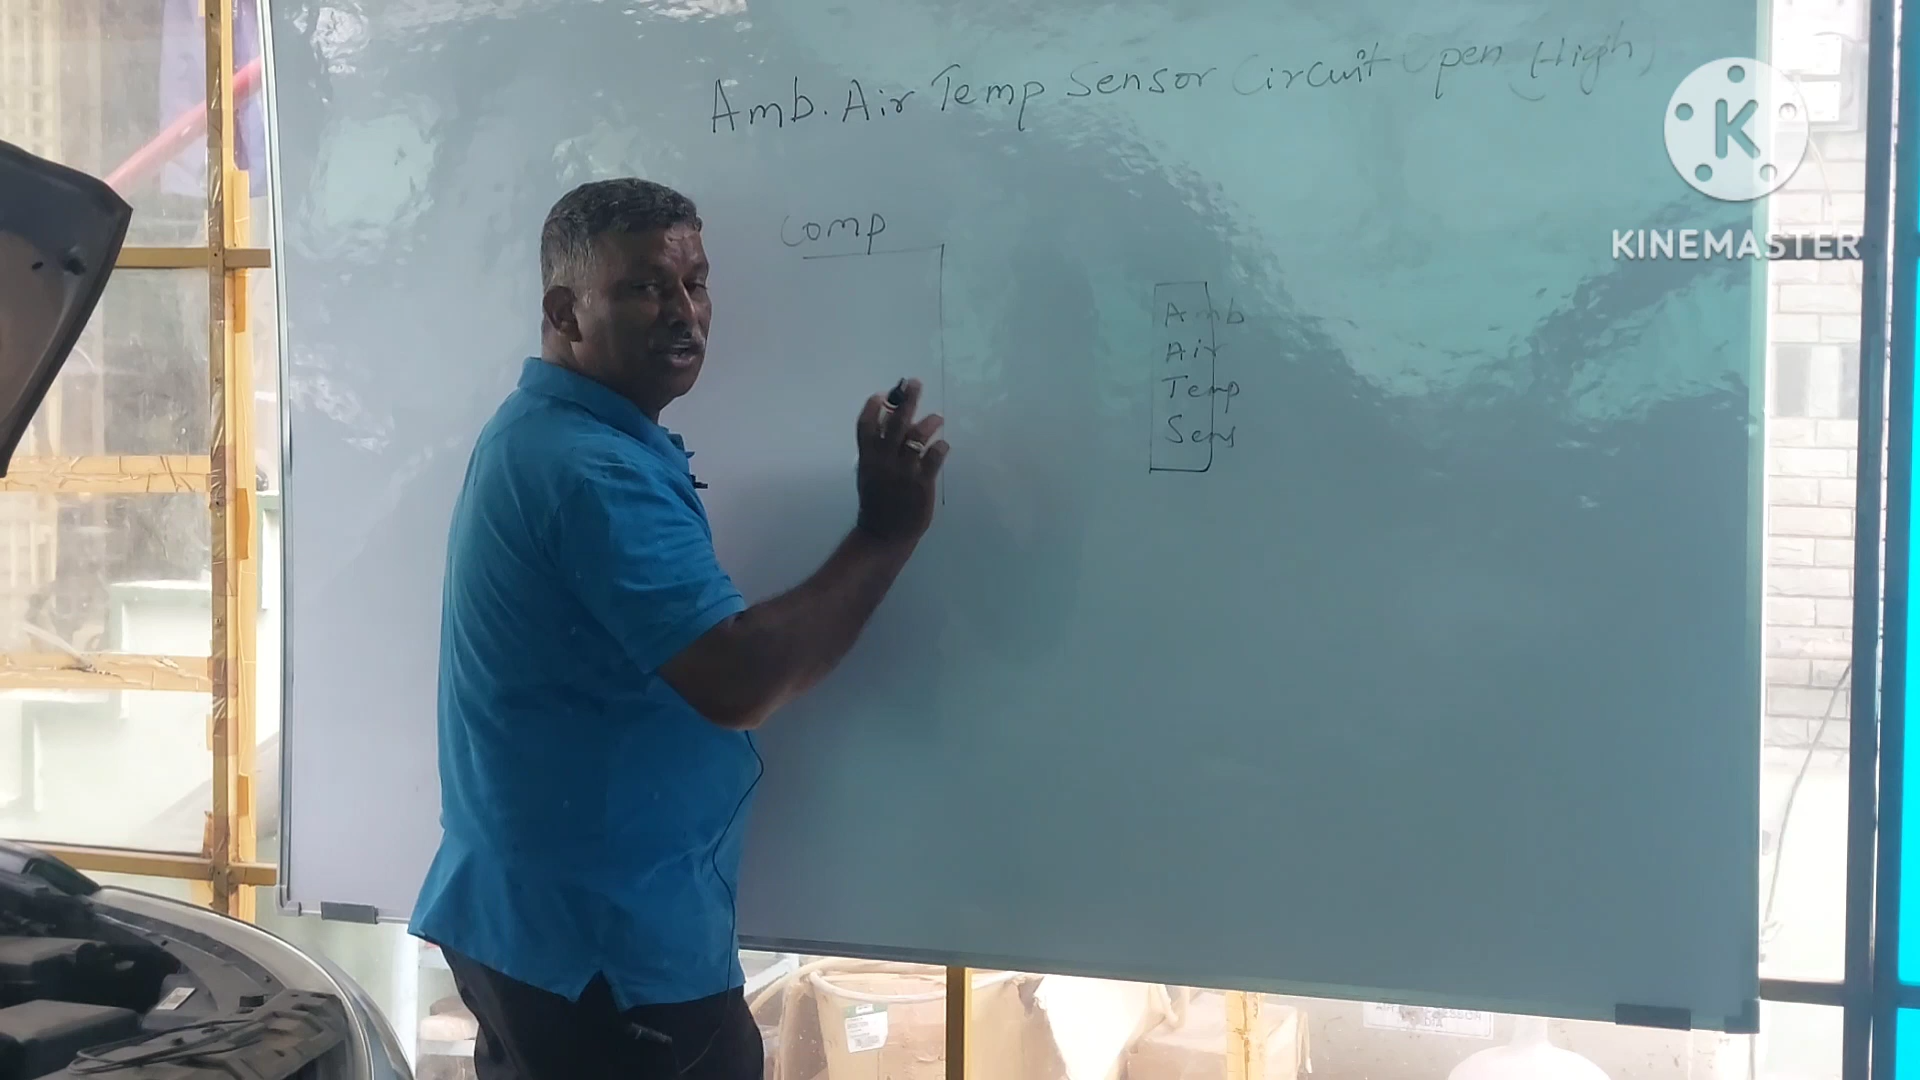 Amb. Air Temp Sensor Circuit Open (High)
K
KINEMASTER
Comp
Amb
Air
Temp
Sens